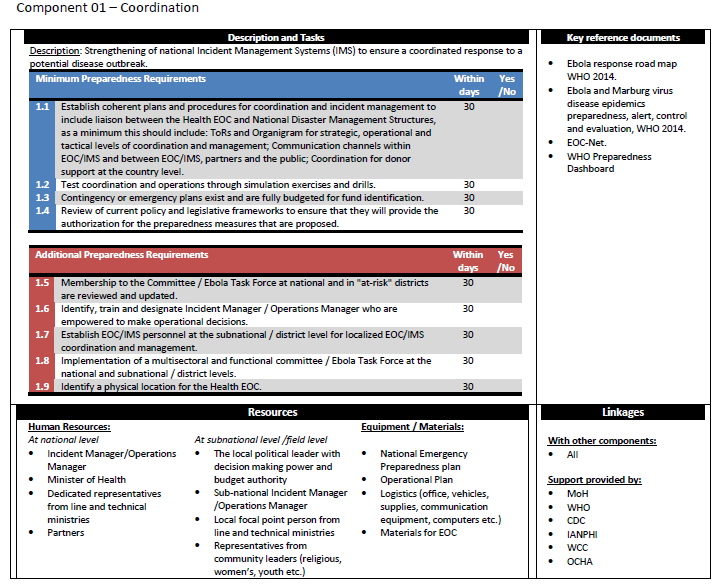 Component 01 – Coordination
Description and Tasks
Description: Strengthening of national Incident Management Systems (IMS) to ensure a coordinated response to a
potential disease outbreak.
Minimum Preparedness Requirements Within Yes
days /No
1.1 Establish coherent plans and procedures for coordination and incident management to 30
include liaison between the Health EOC and National Disaster Management Structures,
as a minimum this should include: ToRs and Organigram for strategic, operational and
tactical levels of coordination and management; Communication channels within
EOC/IMS and between EOC/IMS, partners and the public; Coordination for donor
support at the country level.
1.2 Test coordination and operations through simulation exercises and drills. 30
1.3 Contingency or emergency plans exist and are fully budgeted for fund identification. 30
1.4 Review of current policy and legislative frameworks to ensure that they will provide the 30
authorization for the preparedness measures that are proposed.
Additional Preparedness Requirements Within Yes
days /No
1.5 Membership to the Committee / Ebola Task Force at national and in "at-risk" districts 30
are reviewed and updated.
1.6 Identify, train and designate Incident Manager / Operations Manager who are 30
empowered to make operational decisions.
1.7 Establish EOC/IMS personnel at the subnational / district level for localized EOC/IMS 30
coordination and management.
1.8 Implementation of a multisectoral and functional committee / Ebola Task Force at the 30
national and subnational / district levels.
1.9 Identify a physical location for the Health EOC. 30
Key reference documents
• Ebola response road map
WHO 2014.
• Ebola and Marburg virus
disease epidemics
preparedness, alert, control
and evaluation, WHO 2014.
• EOC-Net.
• WHO Preparedness
Dashboard
Resources
Human Resources:
At national level
• Incident Manager/Operations
Manager
• Minister of Health
• Dedicated representatives
from line and technical
ministries
• Partners
At subnational level /field level
• The local political leader with
decision making power and
budget authority
• Sub-national Incident Manager
/Operations Manager
• Local focal point person from
line and technical ministries
• Representatives from
community leaders (religious,
women's, youth etc.)
Equipment / Materials:
• National Emergency
Preparedness plan
• Operational Plan
• Logistics (office, vehicles,
supplies, communication
equipment, computers etc.)
• Materials for EOC
Linkages
With other components:
• All
Support provided by:
• MoH
• WHO
• CDC
• IANPHI
• WCC
• OCHA